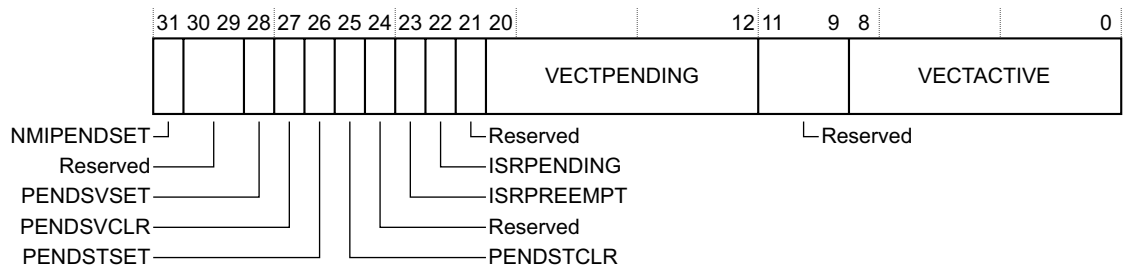 31 30 29 28 27 26 25 24 23 22 21 20 12 11 9 8 0
VECTPENDING VECTACTIVE
NMIPENDSET Reserved Reserved
Reserved ISRPENDING
PENDSVSET ISRPREEMPT
PENDSVCLR Reserved
PENDSTSET PENDSTCLR